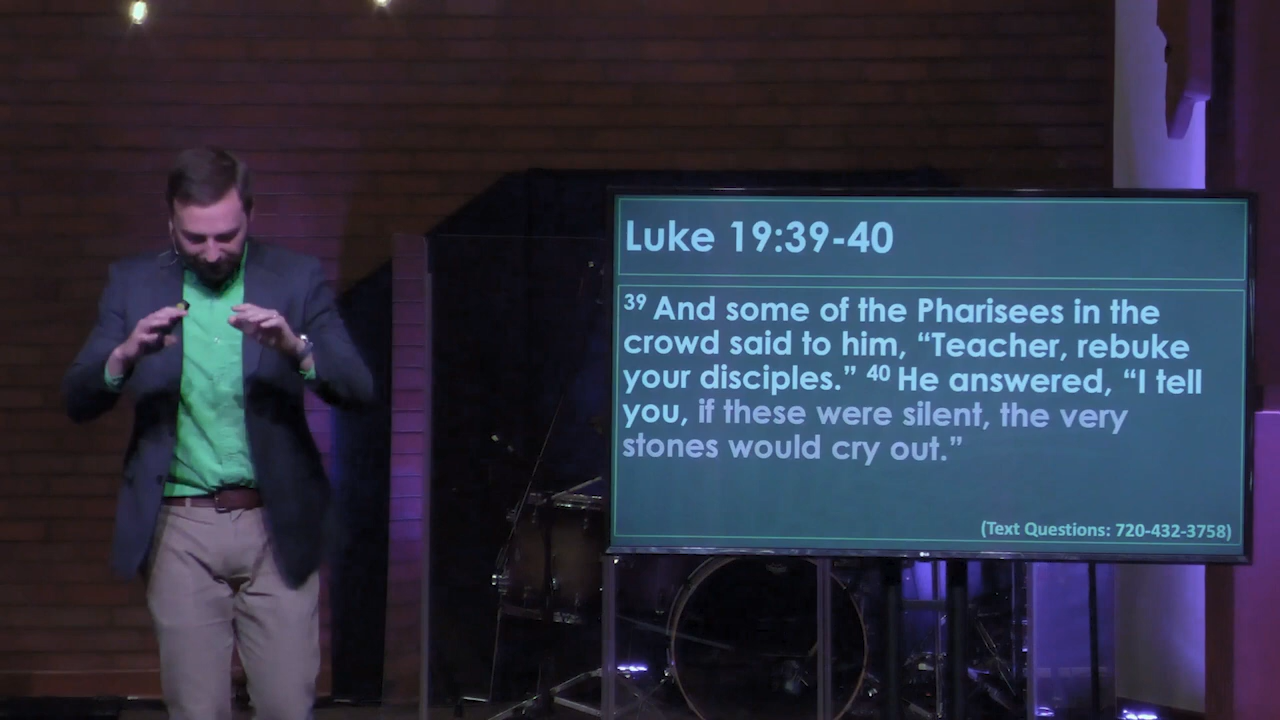 Luke 19:39-40
39 And some of the Pharisees in the
crowd said to him, “Teacher, rebuke
your disciples.” 40 He answered, “I tell
you, if these were silent, the very
stones would cry out.”
(Text Questions: 720-432-3758)
LG